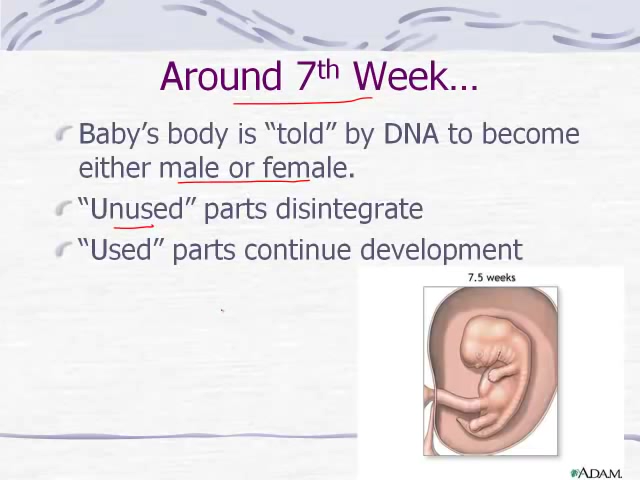 Around 7th Week…
Baby’s body is “told” by DNA to become
either male or female.
“Unused” parts disintegrate
“Used” parts continue development
7.5 weeks
ADAM.